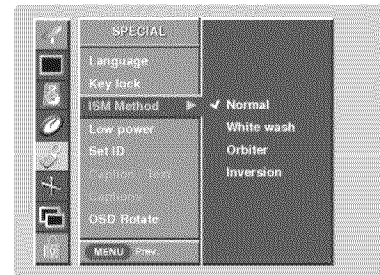 SPECIAL
Language
Key lock
ISM Method ▶
✓ Normal
White wash
Orbiter
Inversion
Low power
Set ID
Caption / Text
Captions
OSD Rotate
MENU Prev.